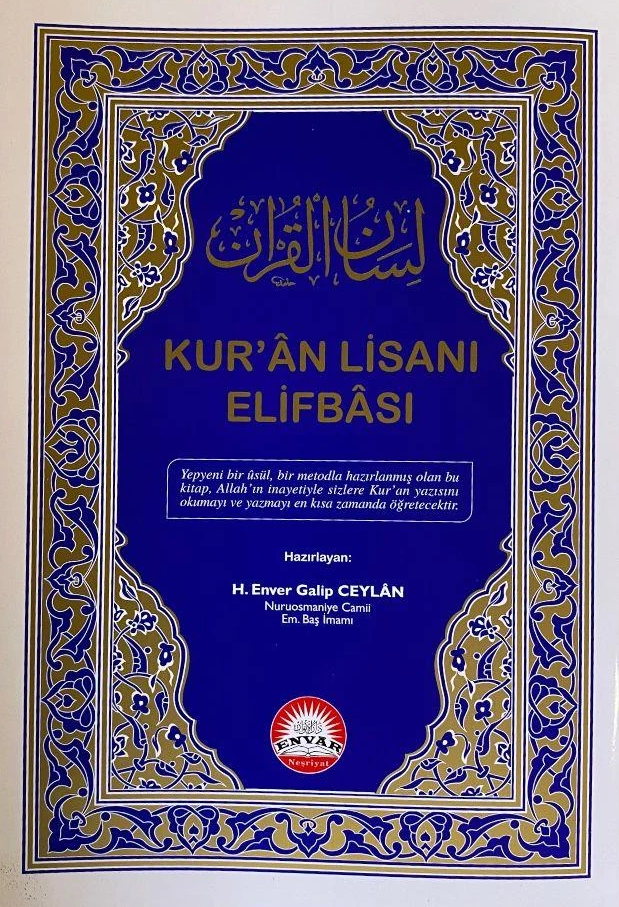 لِسَانُ الْقُرْاٰنْ
KUR'ÂN LİSANI
ELİFBÂSI
Yepyeni bir ûsül, bir metodla hazırlanmış olan bu
kitap, Allah'ın inayetiyle sizlere Kur'an yazısını
okumayı ve yazmayı en kısa zamanda öğretecektir.
Hazırlayan:
H. Enver Galip CEYLÂN
Nuruosmaniye Camii
Em. Baş İmamı
ENVAR
Neşriyat